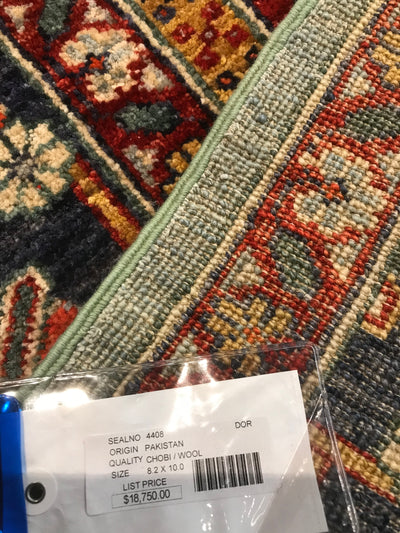 SEALNO 4408 DOR
ORIGIN PAKISTAN
QUALITY CHOBI / WOOL
SIZE 8.2 X 10.0
LIST PRICE
$18,750.00